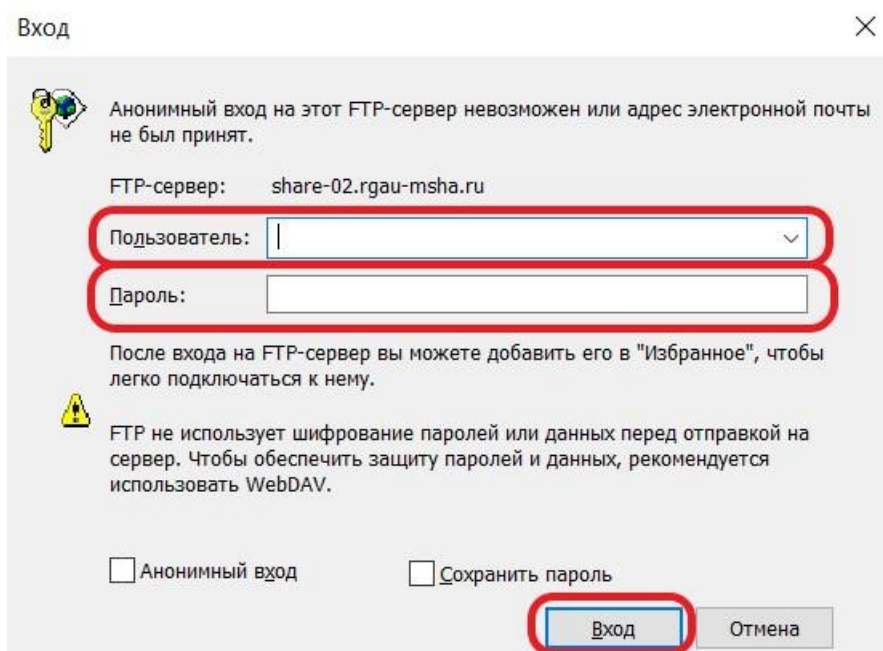 Вход
Анонимный вход на этот FTP-сервер невозможен или адрес электронной почты
не был принят.
FTP-сервер: share-02.rgau-msha.ru
Пользователь:
Пароль:
После входа на FTP-сервер вы можете добавить его в "Избранное", чтобы
легко подключаться к нему.
FTP не использует шифрование паролей или данных перед отправкой на
сервер. Чтобы обеспечить защиту паролей и данных, рекомендуется
использовать WebDAV.
Анонимный вход Сохранить пароль
Вход Отмена